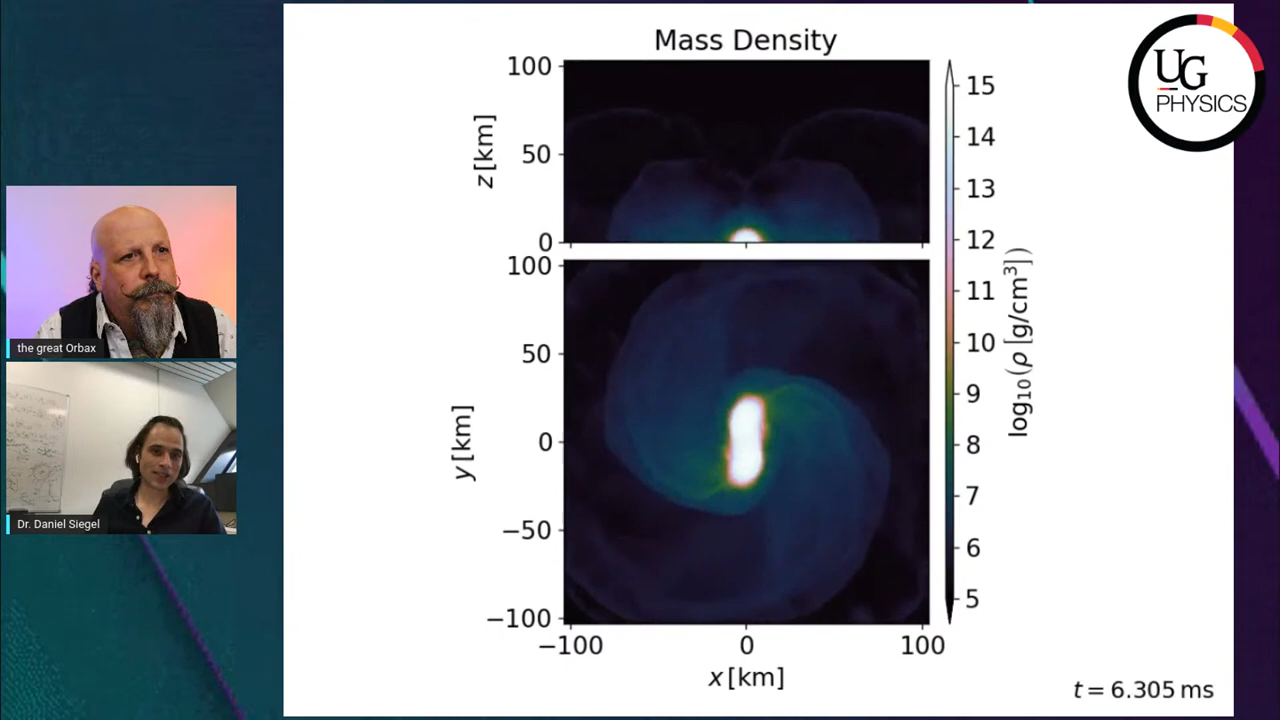 Mass Density
UG
PHYSICS
z [km]
100
50
0
y [km]
100
50
0
−50
−100
−100
0
100
x [km]
15
14
13
12
11
10
9
8
7
6
5
log₁₀(ρ [g/cm³])
t = 6.305 ms
the great Orbax
Dr. Daniel Siegel